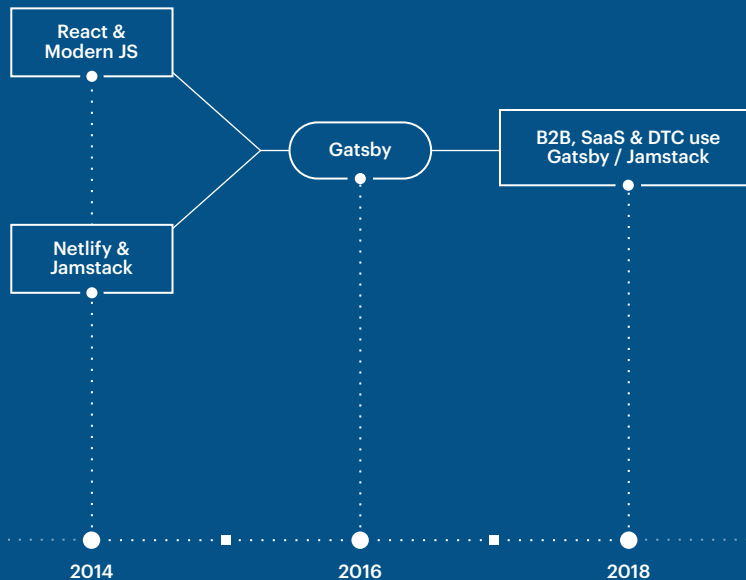 React &
Modern JS
Gatsby
B2B, SaaS & DTC use
Gatsby / Jamstack
Netlify &
Jamstack
2014
2016
2018